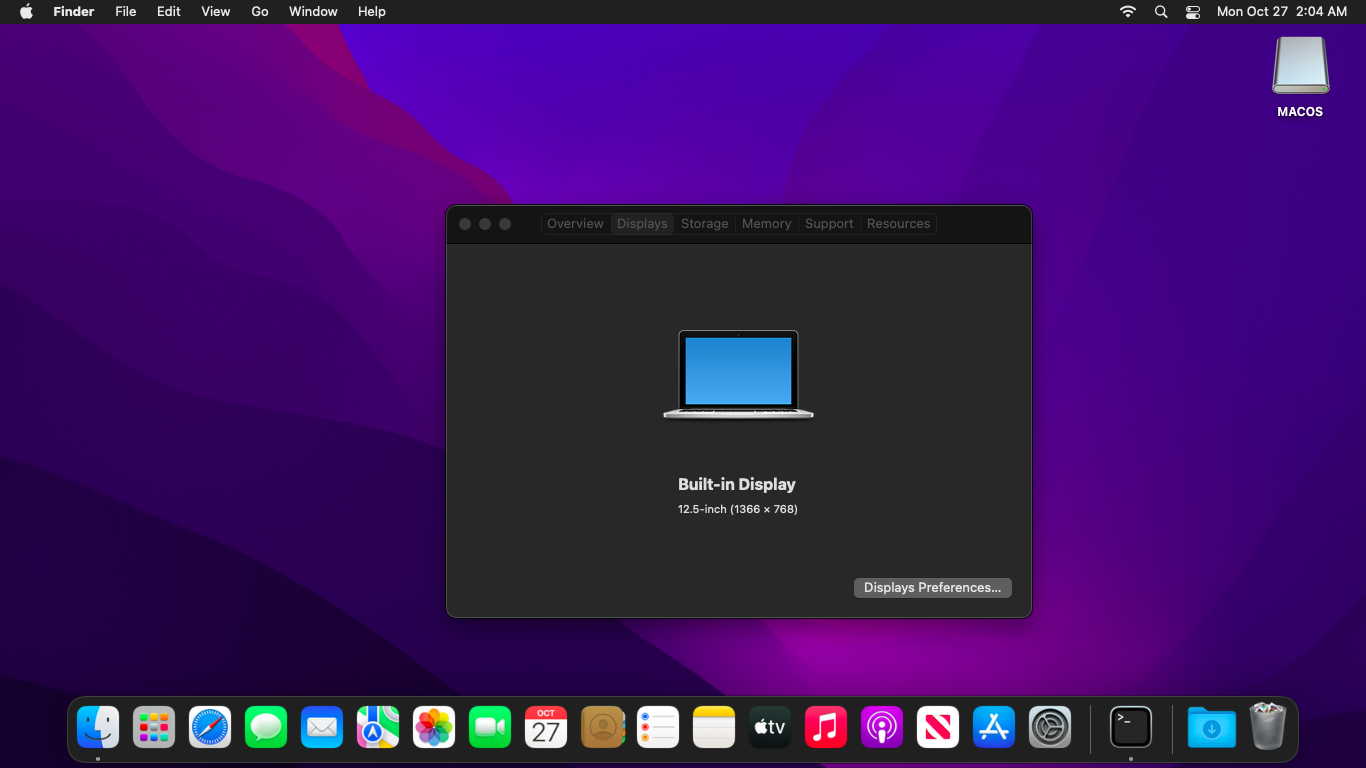 Finder File Edit View Go Window Help Mon Oct 27 2:04 AM
MACOS
Overview Displays Storage Memory Support Resources
Built-in Display
12.5-inch (1366 × 768)
Displays Preferences...
OCT
27
tv
>_